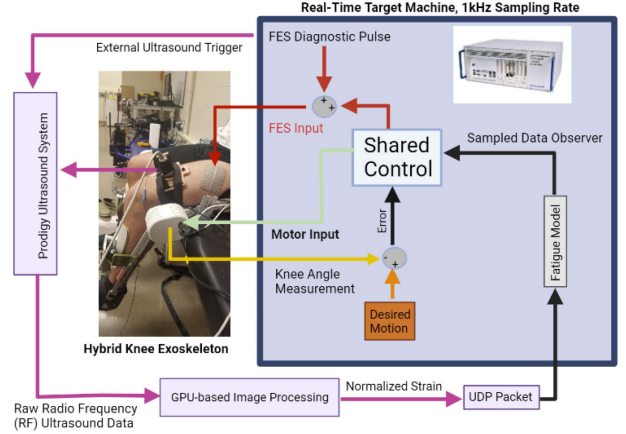 Real-Time Target Machine, 1kHz Sampling Rate
External Ultrasound Trigger
FES Diagnostic Pulse
+
+
FES Input
Shared
Control
Sampled Data Observer
Prodigy Ultrasound System
Motor Input
Error
Fatigue Model
Knee Angle
Measurement
-
+
Desired
Motion
Hybrid Knee Exoskeleton
Raw Radio Frequency
(RF) Ultrasound Data
GPU-based Image Processing
Normalized Strain
UDP Packet